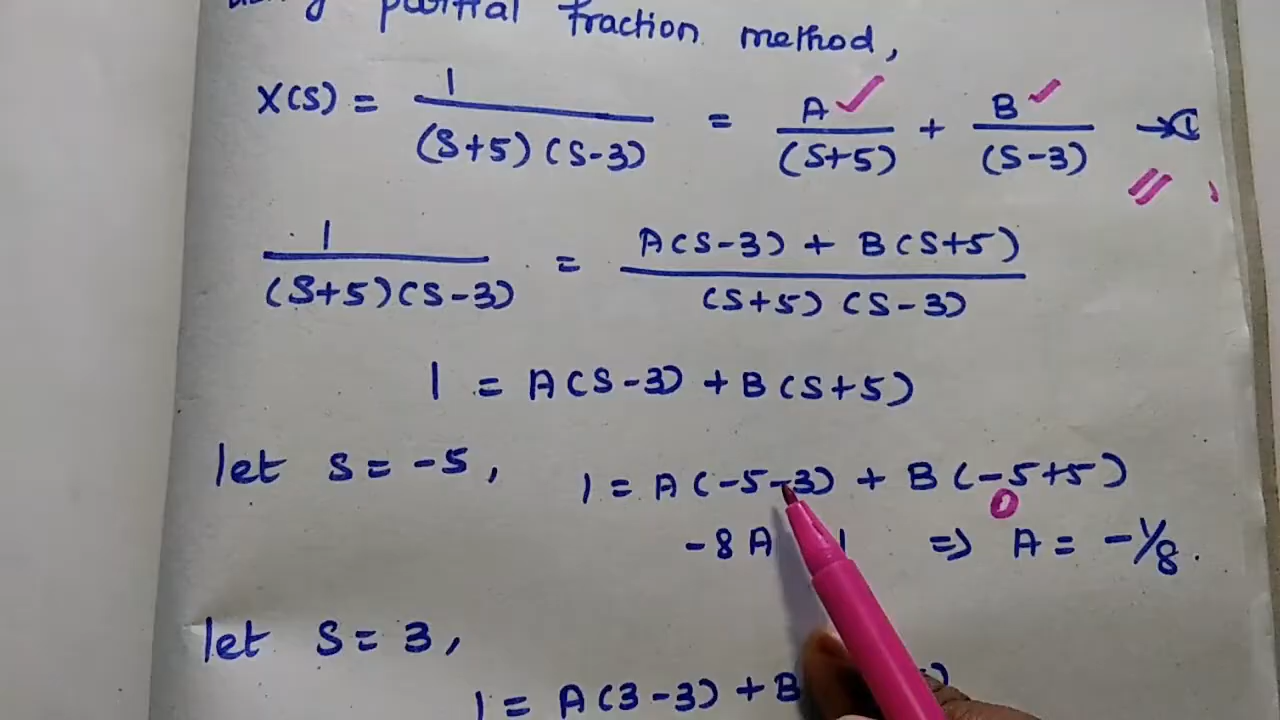 using partial fraction method,
X(S) = 1 / (S+5) (S-3) = A / (S+5) + B / (S-3)
1 / (S+5) (S-3) = A(S-3) + B(S+5) / (S+5) (S-3)
1 = A(S-3) + B(S+5)
let S = -5, 1 = A(-5-3) + B(-5+5)
0
-8A 1 => A = -1/8.
let S = 3,
1 = A(3-3) + B